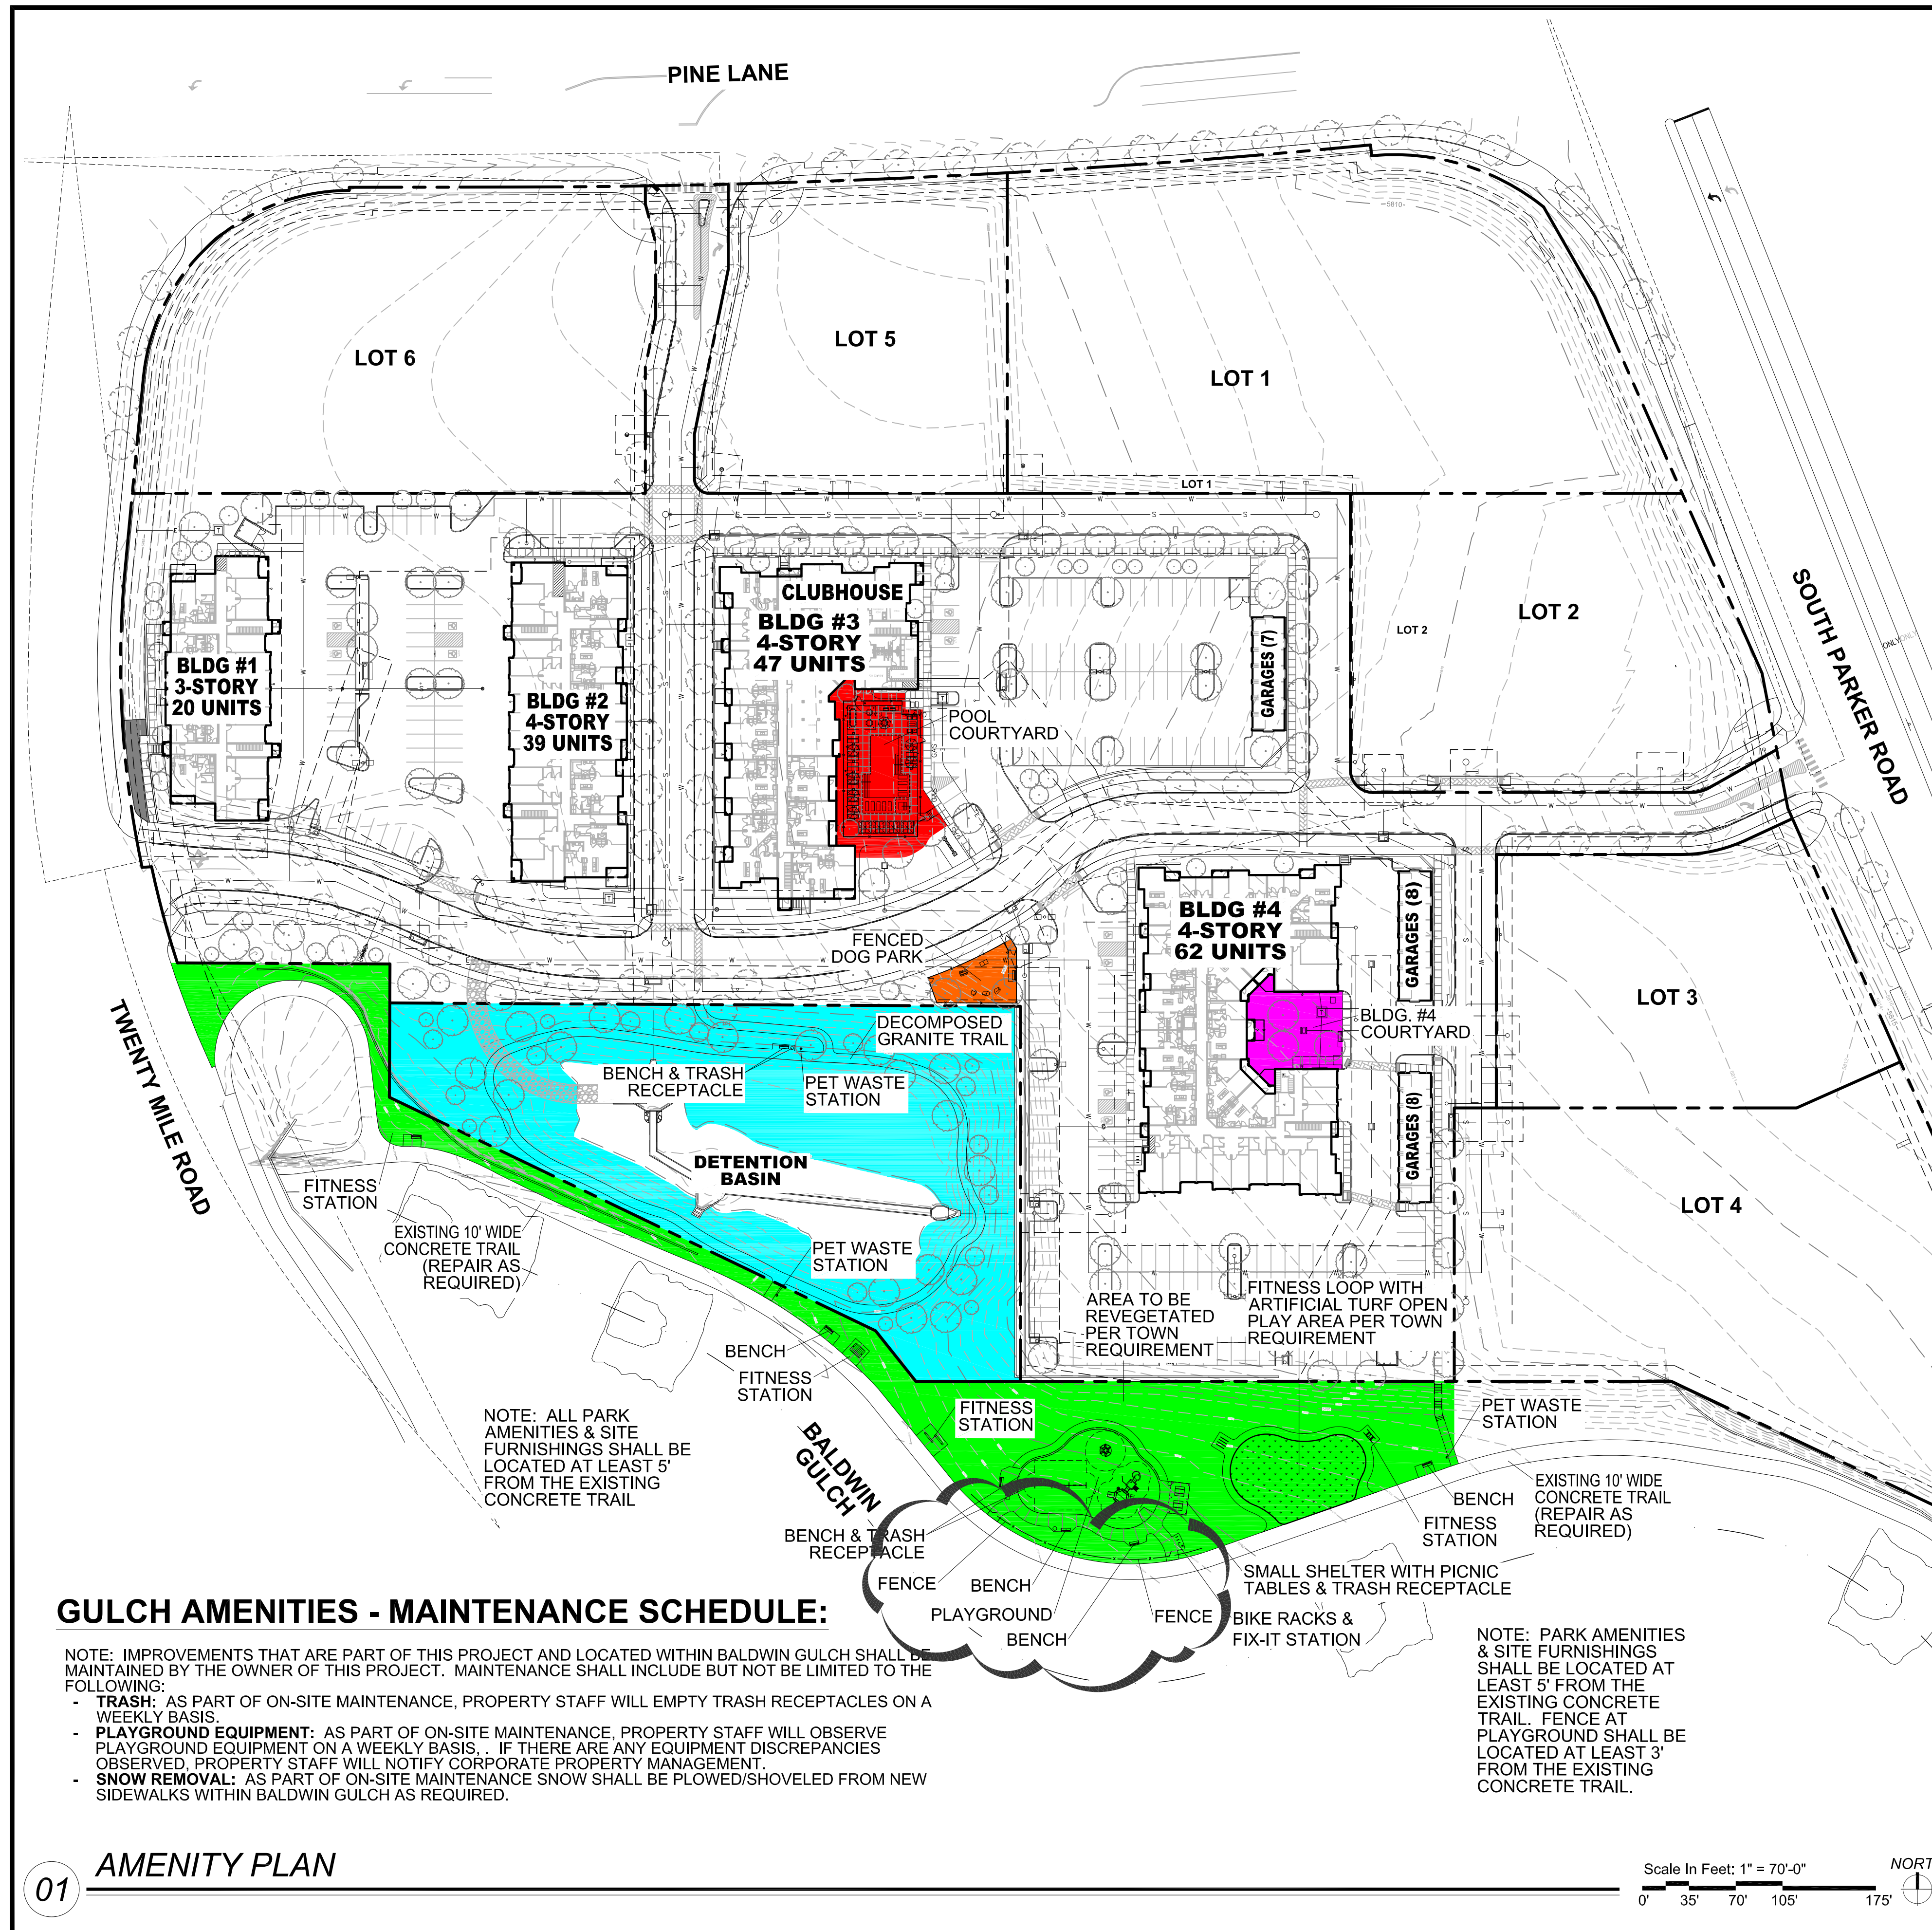 PINE LANE
5810
LOT 6
LOT 5
LOT 1
LOT 1
LOT 2
LOT 2
SOUTH PARKER ROAD
ONLY
ONLY
CLUBHOUSE
BLDG #3
4-STORY
47 UNITS
BLDG #1
3-STORY
20 UNITS
BLDG #2
4-STORY
39 UNITS
GARAGES (7)
POOL
COURTYARD
BLDG #4
4-STORY
62 UNITS
GARAGES (8)
FENCED
DOG PARK
LOT 3
TWENTY MILE ROAD
DECOMPOSED
GRANITE TRAIL
BLDG. #4
COURTYARD
BENCH & TRASH
RECEPTACLE
PET WASTE
STATION
GARAGES (8)
DETENTION
BASIN
FITNESS
STATION
LOT 4
EXISTING 10' WIDE
CONCRETE TRAIL
(REPAIR AS
REQUIRED)
PET WASTE
STATION
AREA TO BE
REVEGETATED
PER TOWN
REQUIREMENT
FITNESS LOOP WITH
ARTIFICIAL TURF OPEN
PLAY AREA PER TOWN
REQUIREMENT
BENCH
FITNESS
STATION
FITNESS
STATION
PET WASTE
STATION
NOTE: ALL PARK
AMENITIES & SITE
FURNISHINGS SHALL BE
LOCATED AT LEAST 5'
FROM THE EXISTING
CONCRETE TRAIL
BALDWIN
GULCH
BENCH
FITNESS
STATION
EXISTING 10' WIDE
CONCRETE TRAIL
(REPAIR AS
REQUIRED)
BENCH & TRASH
RECEPTACLE
FENCE
BENCH
PLAYGROUND
BENCH
FENCE
SMALL SHELTER WITH PICNIC
TABLES & TRASH RECEPTACLE
BIKE RACKS &
FIX-IT STATION
GULCH AMENITIES - MAINTENANCE SCHEDULE:
NOTE: IMPROVEMENTS THAT ARE PART OF THIS PROJECT AND LOCATED WITHIN BALDWIN GULCH SHALL BE
MAINTAINED BY THE OWNER OF THIS PROJECT. MAINTENANCE SHALL INCLUDE BUT NOT BE LIMITED TO THE
FOLLOWING:
- TRASH: AS PART OF ON-SITE MAINTENANCE, PROPERTY STAFF WILL EMPTY TRASH RECEPTACLES ON A
WEEKLY BASIS.
- PLAYGROUND EQUIPMENT: AS PART OF ON-SITE MAINTENANCE, PROPERTY STAFF WILL OBSERVE
PLAYGROUND EQUIPMENT ON A WEEKLY BASIS, . IF THERE ARE ANY EQUIPMENT DISCREPANCIES
OBSERVED, PROPERTY STAFF WILL NOTIFY CORPORATE PROPERTY MANAGEMENT.
- SNOW REMOVAL: AS PART OF ON-SITE MAINTENANCE SNOW SHALL BE PLOWED/SHOVELED FROM NEW
SIDEWALKS WITHIN BALDWIN GULCH AS REQUIRED.
NOTE: PARK AMENITIES
& SITE FURNISHINGS
SHALL BE LOCATED AT
LEAST 5' FROM THE
EXISTING CONCRETE
TRAIL. FENCE AT
PLAYGROUND SHALL BE
LOCATED AT LEAST 3'
FROM THE EXISTING
CONCRETE TRAIL.
01
AMENITY PLAN
Scale In Feet: 1" = 70'-0"
0' 35' 70' 105' 175'
NORT